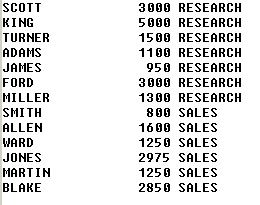 SCOTT 3000 RESEARCH
KING 5000 RESEARCH
TURNER 1500 RESEARCH
ADAMS 1100 RESEARCH
JAMES 950 RESEARCH
FORD 3000 RESEARCH
MILLER 1300 RESEARCH
SMITH 800 SALES
ALLEN 1600 SALES
WARD 1250 SALES
JONES 2975 SALES
MARTIN 1250 SALES
BLAKE 2850 SALES